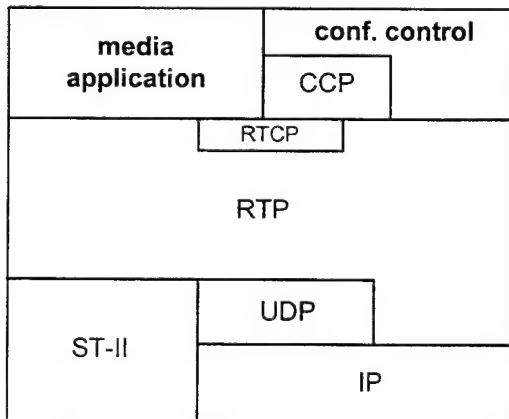 media
application
conf. control
CCP
RTCP
RTP
UDP
ST-II
IP